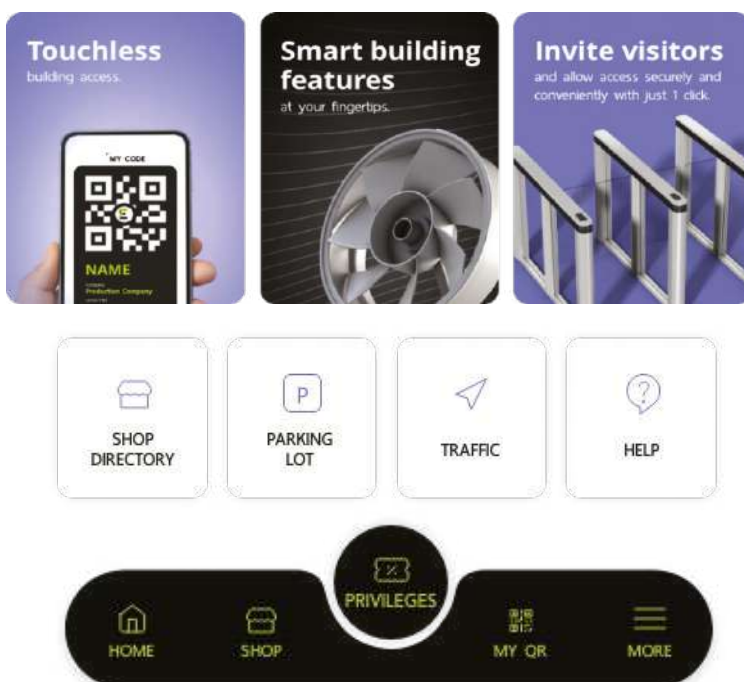 Touchless
building access.
Smart building
features
at your fingertips.
Invite visitors
and allow access securely and
conveniently with just 1 click.
MY CODE
NAME
Production Company
SHOP
DIRECTORY
P
PARKING
LOT
TRAFFIC
?
HELP
%
PRIVILEGES
HOME
SHOP
MY QR
MORE